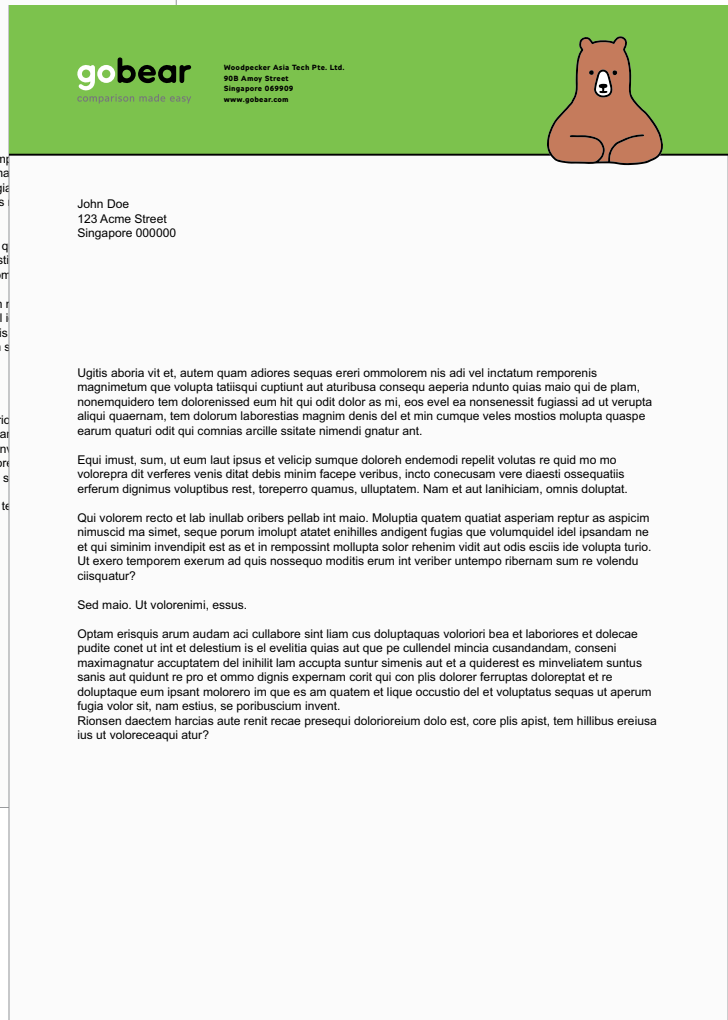 gobear
comparison made easy
Woodpecker Asia Tech Pte. Ltd.
90B Amoy Street
Singapore 069909
www.gobear.com
John Doe
123 Acme Street
Singapore 000000
Ugitis aboria vit et, autem quam adiores sequas ereri ommolorem nis adi vel inctatum remporenis
magnimetum que volupta tatiisqui cuptiunt aut aturibusa consequ aeperia ndunto quias maio qui de plam,
nonemquidero tem dolorenissed eum hit qui odit dolor as mi, eos evel ea nonsenessit fugiassi ad ut verupta
aliqui quaernam, tem dolorum laborestias magnim denis del et min cumque veles mostios molupta quaspe
earum quaturi odit qui comnias arcille ssitate nimendi gnatur ant.
Equi imust, sum, ut eum laut ipsus et velicip sumque doloreh endemodi repelit volutas re quid mo mo
volorepra dit verferes venis ditat debis minim facepe veribus, incto conecusam vere diaesti ossequatiis
erferum dignimus voluptibus rest, toreperro quamus, ulluptatem. Nam et aut lanihiciam, omnis doluptat.
Qui volorem recto et lab inullab oribers pellab int maio. Moluptia quatem quatiat asperiam reptur as aspicim
nimuscid ma simet, seque porum imolupt atatet enihilles andigent fugias que volumquidel idel ipsandam ne
et qui siminim invendipit est as et in rempossint mollupta solor rehenim vidit aut odis esciis ide volupta turio.
Ut exero temporem exerum ad quis nossequo moditis erum int veriber untempo ribernam sum re volendu
ciisquatur?
Sed maio. Ut volorenimi, essus.
Optam erisquis arum audam aci cullabore sint liam cus doluptaquas voloriori bea et laboriores et dolecae
pudite conet ut int et delestium is el evelitia quias aut que pe cullendel mincia cusandandam, conseni
maximagnatur accuptatem del inihilit lam accupta suntur simenis aut et a quiderest es minveliatem suntus
sanis aut quidunt re pro et ommo dignis expernam corit qui con plis dolorer ferruptas doloreptat et re
doluptaque eum ipsant molorero im que es am quatem et lique occustio del et voluptatus sequas ut aperum
fugia volor sit, nam estius, se poribuscium invent.
Rionsen daectem harcias aute renit recae presequi dolorioreium dolo est, core plis apist, tem hillibus ereiusa
ius ut voloreceaqui atur?